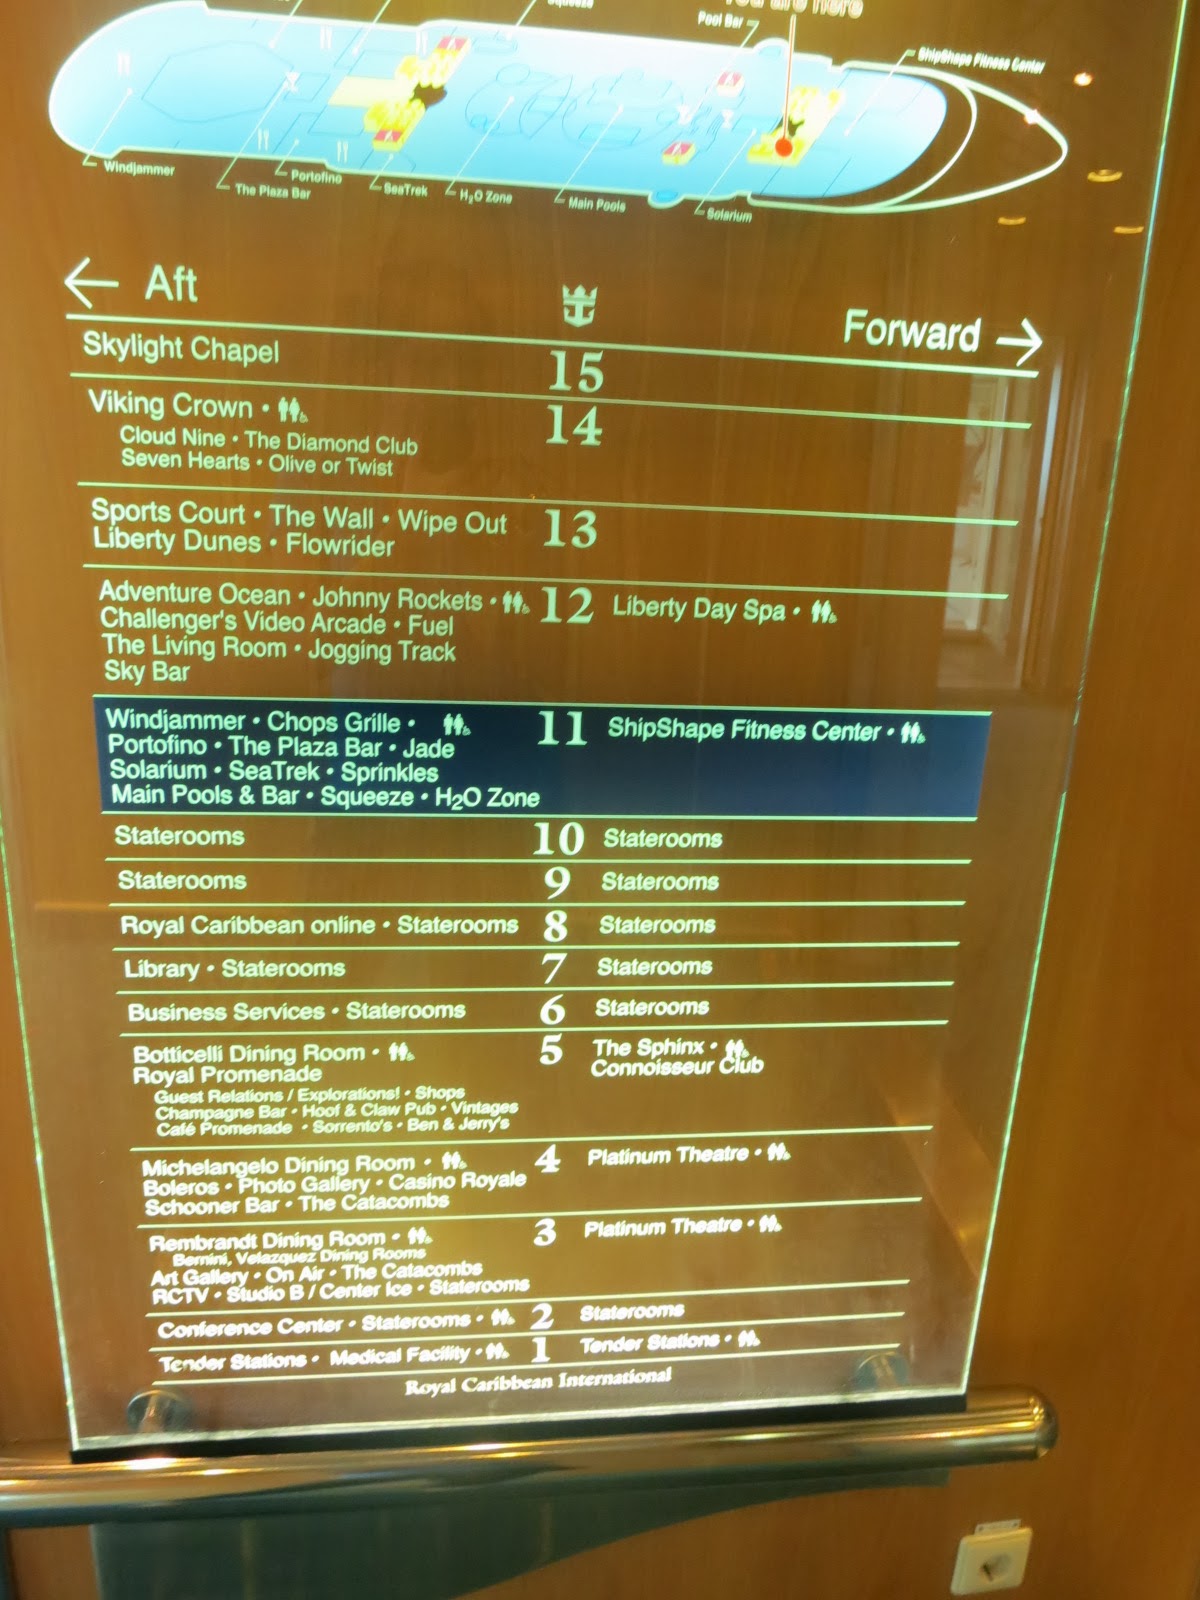 Squeeze
You are here
Pool Bar
ShipShape Fitness Center
Windjammer
The Plaza Bar
Portofino
SeaTrek
H2O Zone
Main Pools
Solarium
← Aft
Forward →
Skylight Chapel 15
Viking Crown • 14
Cloud Nine • The Diamond Club
Seven Hearts • Olive or Twist
Sports Court • The Wall • Wipe Out 13
Liberty Dunes • Flowrider
Adventure Ocean • Johnny Rockets • 12 Liberty Day Spa •
Challenger's Video Arcade • Fuel
The Living Room • Jogging Track
Sky Bar
Windjammer • Chops Grille • 11 ShipShape Fitness Center •
Portofino • The Plaza Bar • Jade
Solarium • SeaTrek • Sprinkles
Main Pools & Bar • Squeeze • H2O Zone
Staterooms 10 Staterooms
Staterooms 9 Staterooms
Royal Caribbean online • Staterooms 8 Staterooms
Library • Staterooms 7 Staterooms
Business Services • Staterooms 6 Staterooms
Botticelli Dining Room • 5 The Sphinx •
Royal Promenade Connoisseur Club
Guest Relations / Explorations! • Shops
Champagne Bar • Hoof & Claw Pub • Vintages
Café Promenade • Sorrento's • Ben & Jerry's
Michelangelo Dining Room • 4 Platinum Theatre •
Boleros • Photo Gallery • Casino Royale
Schooner Bar • The Catacombs
Rembrandt Dining Room • 3 Platinum Theatre •
Bernini, Velazquez Dining Rooms
Art Gallery • On Air • The Catacombs
RCTV • Studio B / Center Ice • Staterooms
Conference Center • Staterooms • 2 Staterooms
Tender Stations • Medical Facility • 1 Tender Stations •
Royal Caribbean International